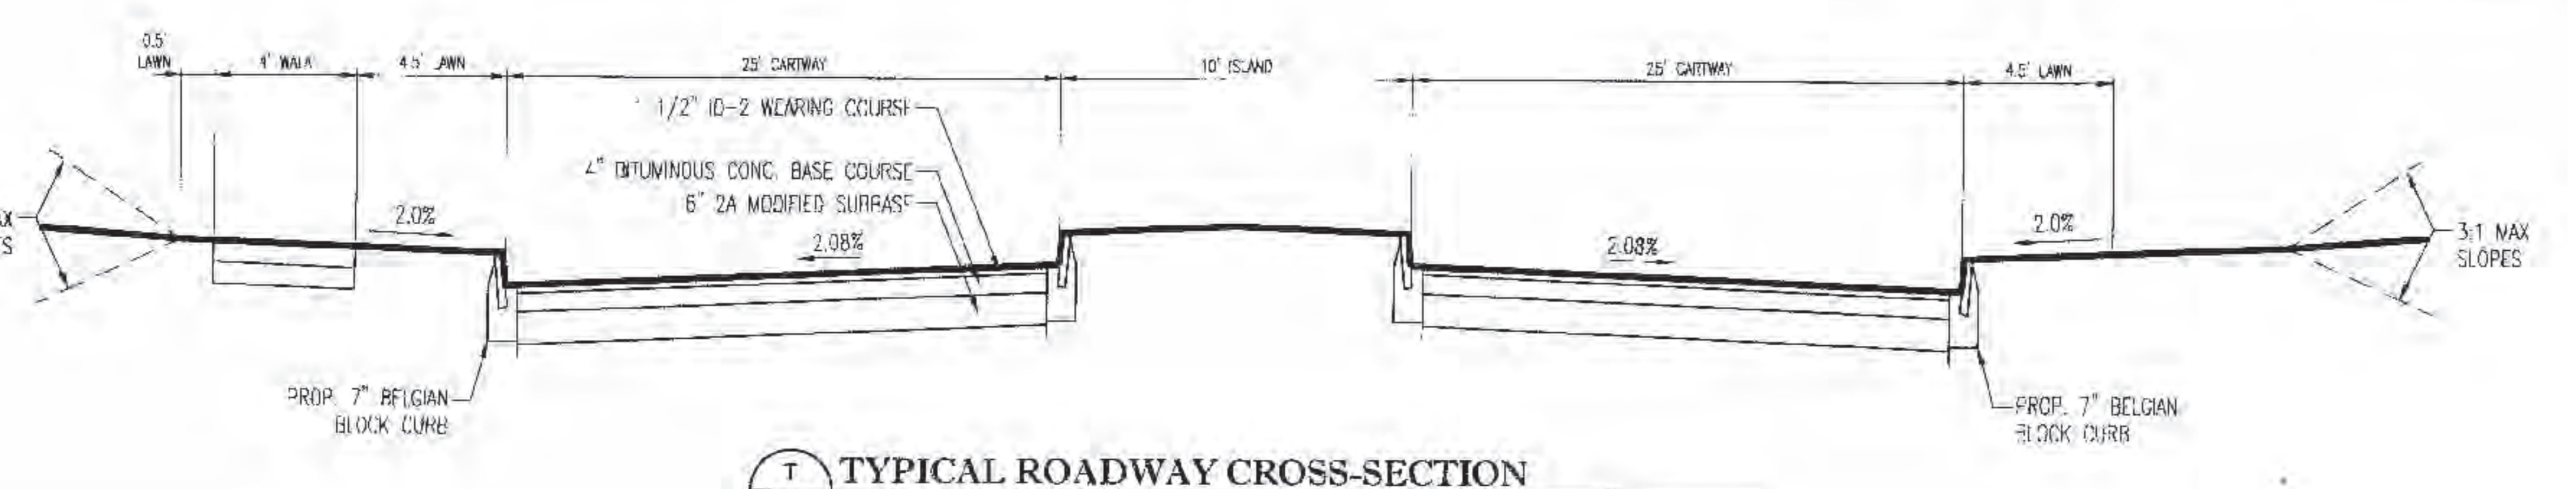 0.5'
LAWN
4' WALK
4.5' LAWN
25' CARTWAY
10' ISLAND
25' CARTWAY
4.5' LAWN
1/2" ID-2 WEARING COURSE
4" BITUMINOUS CONC. BASE COURSE
6" 2A MODIFIED SUBBASE
2.0%
2.08%
2.08%
2.0%
3:1 MAX
SLOPES
PROP. 7" BELGIAN
BLOCK CURB
PROP. 7" BELGIAN
BLOCK CURB
T
TYPICAL ROADWAY CROSS-SECTION